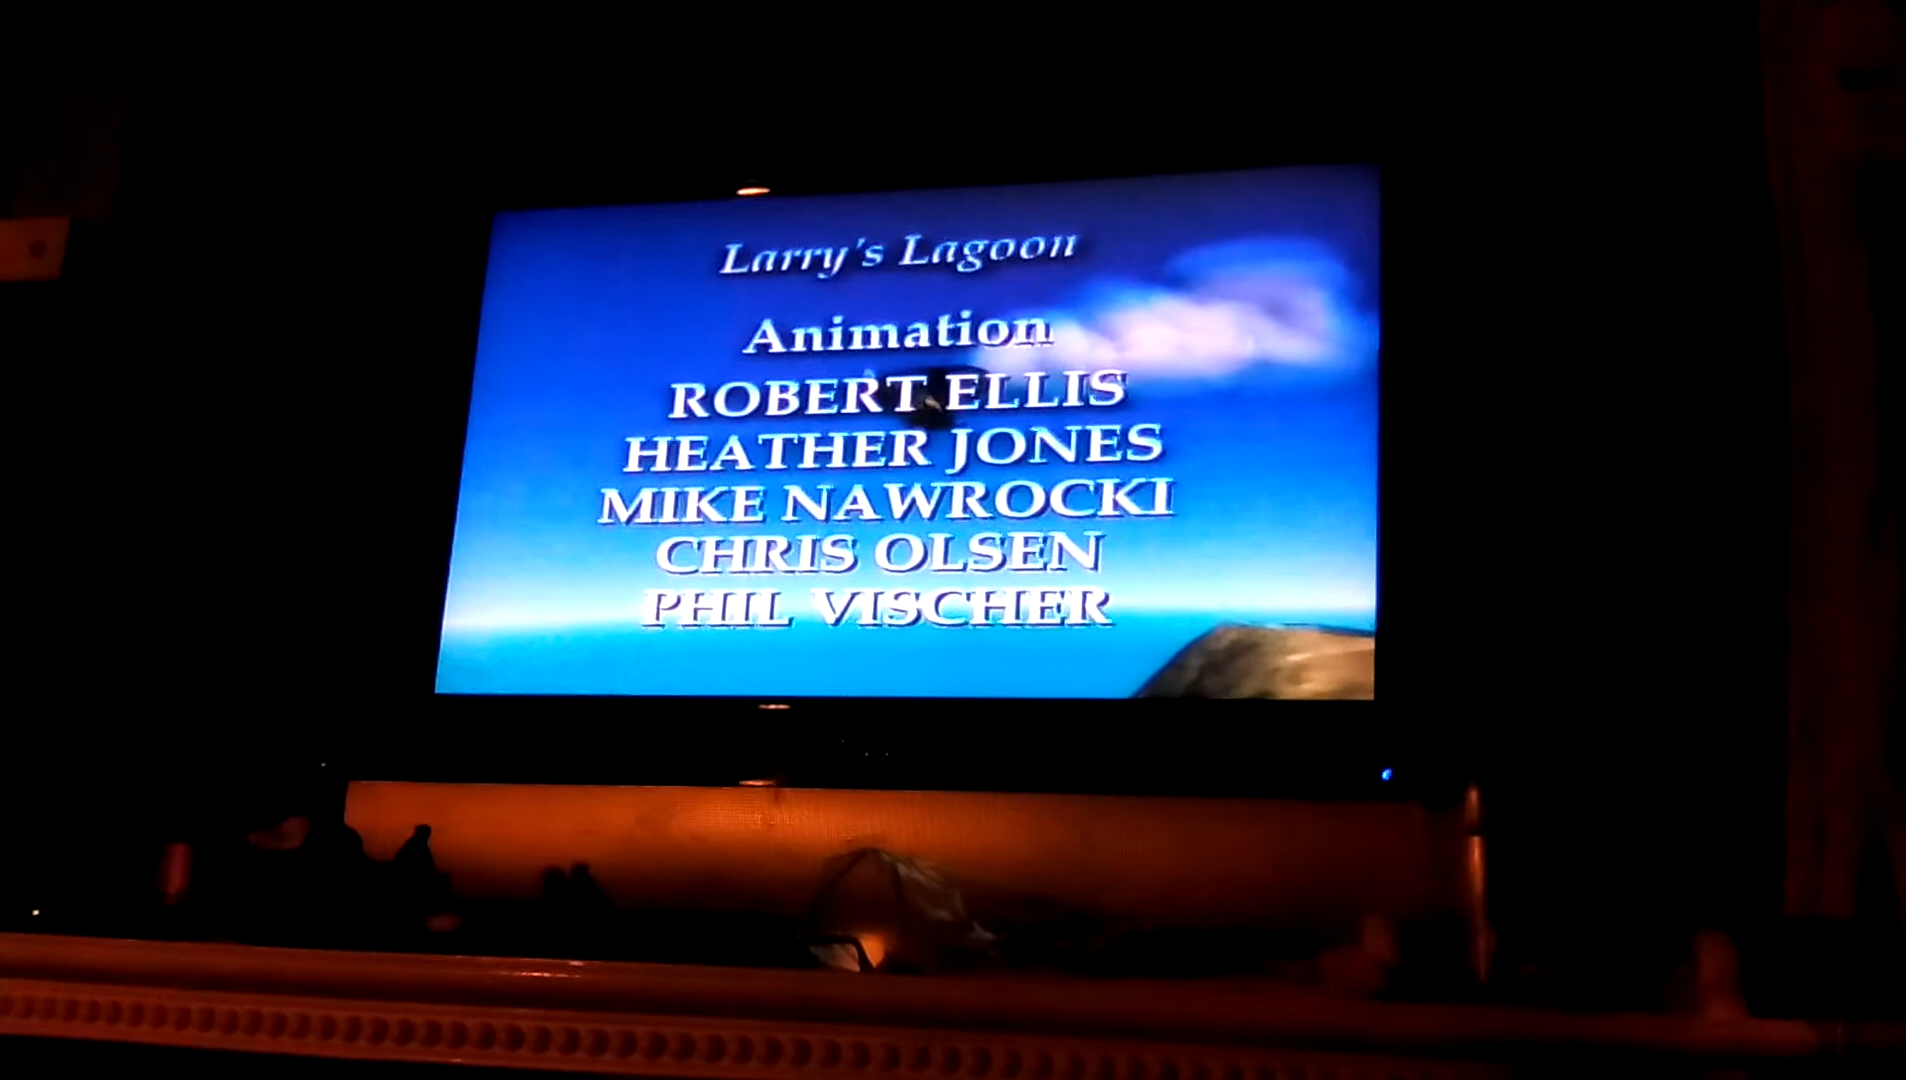 Larry's Lagoon
Animation
ROBERT ELLIS
HEATHER JONES
MIKE NAWROCKI
CHRIS OLSEN
PHIL VISCHER